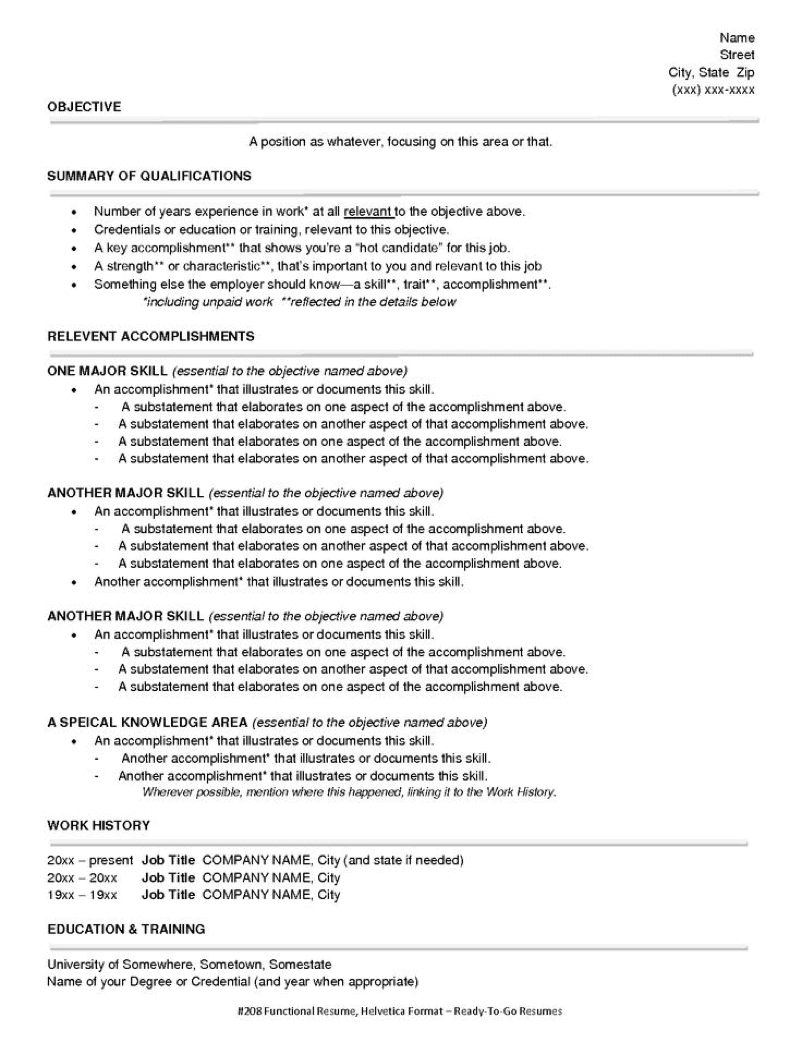 Name
Street
City, State  Zip
(xxx) xxx-xxxx
OBJECTIVE
A position as whatever, focusing on this area or that.
SUMMARY OF QUALIFICATIONS
• Number of years experience in work* at all relevant to the objective above.
• Credentials or education or training, relevant to this objective.
• A key accomplishment** that shows you're a "hot candidate" for this job.
• A strength** or characteristic**, that's important to you and relevant to this job
• Something else the employer should know—a skill**, trait**, accomplishment**.
*including unpaid work  **reflected in the details below
RELEVENT ACCOMPLISHMENTS
ONE MAJOR SKILL (essential to the objective named above)
• An accomplishment* that illustrates or documents this skill.
- A substatement that elaborates on one aspect of the accomplishment above.
- A substatement that elaborates on another aspect of that accomplishment above.
- A substatement that elaborates on one aspect of the accomplishment above.
- A substatement that elaborates on another aspect of that accomplishment above.
ANOTHER MAJOR SKILL (essential to the objective named above)
• An accomplishment* that illustrates or documents this skill.
- A substatement that elaborates on one aspect of the accomplishment above.
- A substatement that elaborates on another aspect of that accomplishment above.
- A substatement that elaborates on one aspect of the accomplishment above.
• Another accomplishment* that illustrates or documents this skill.
ANOTHER MAJOR SKILL (essential to the objective named above)
• An accomplishment* that illustrates or documents this skill.
- A substatement that elaborates on one aspect of the accomplishment above.
- A substatement that elaborates on another aspect of that accomplishment above.
- A substatement that elaborates on one aspect of the accomplishment above.
A SPEICAL KNOWLEDGE AREA (essential to the objective named above)
• An accomplishment* that illustrates or documents this skill.
- Another accomplishment* that illustrates or documents this skill.
- Another accomplishment* that illustrates or documents this skill.
Wherever possible, mention where this happened, linking it to the Work History.
WORK HISTORY
20xx – present  Job Title  COMPANY NAME, City (and state if needed)
20xx – 20xx  Job Title  COMPANY NAME, City
19xx – 19xx  Job Title  COMPANY NAME, City
EDUCATION & TRAINING
University of Somewhere, Sometown, Somestate
Name of your Degree or Credential (and year when appropriate)
#208 Functional Resume, Helvetica Format – Ready-To-Go Resumes